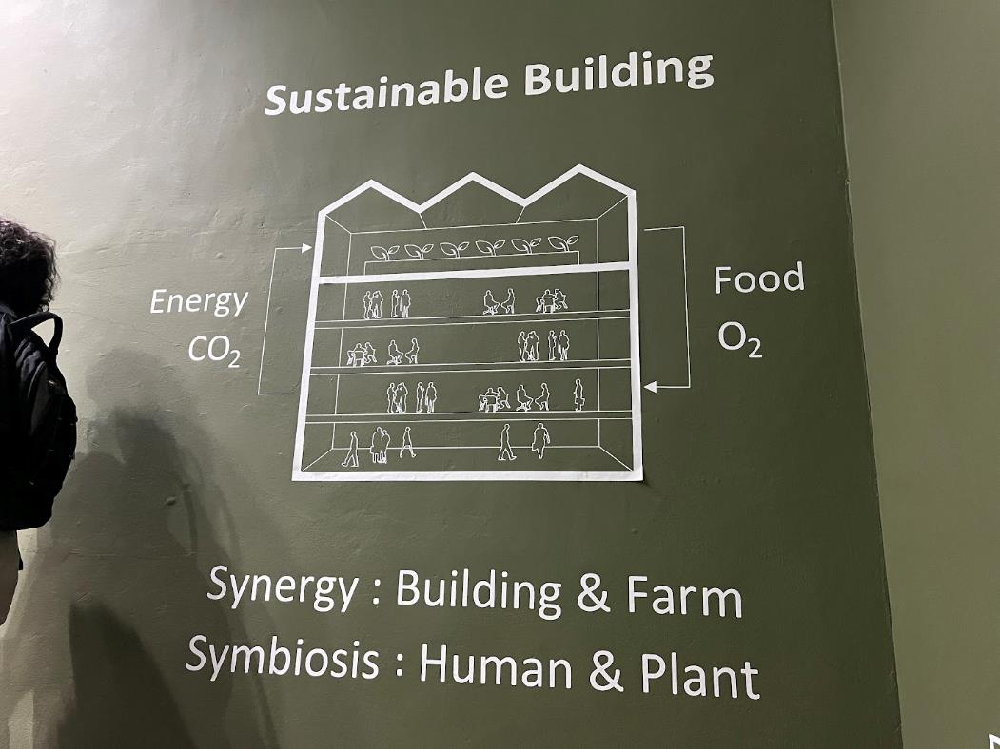 Sustainable Building
Energy
CO₂
Food
O₂
Synergy : Building & Farm
Symbiosis : Human & Plant